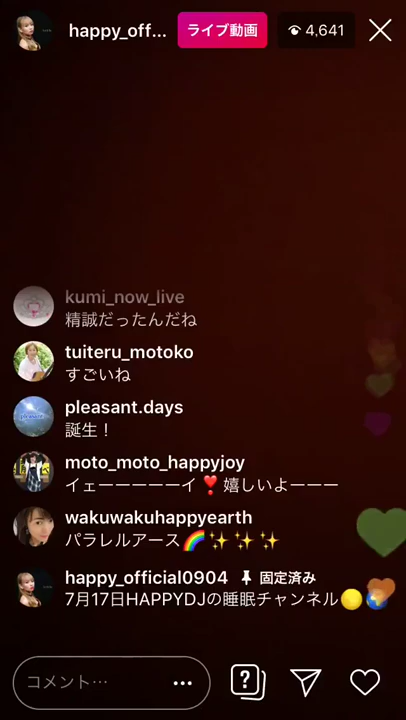 happy_off...
ライブ動画
4,641
kumi_now_live
精誠だったんだね
tuiteru_motoko
すごいね
pleasant.days
誕生！
moto_moto_happyjoy
イェーーーーーイ❣️嬉しいよーーー
wakuwakuhappyearth
パラレルアース🌈✨✨✨
happy_official0904 📌 固定済み
7月17日HAPPYDJの睡眠チャンネル🌕🌏
コメント…